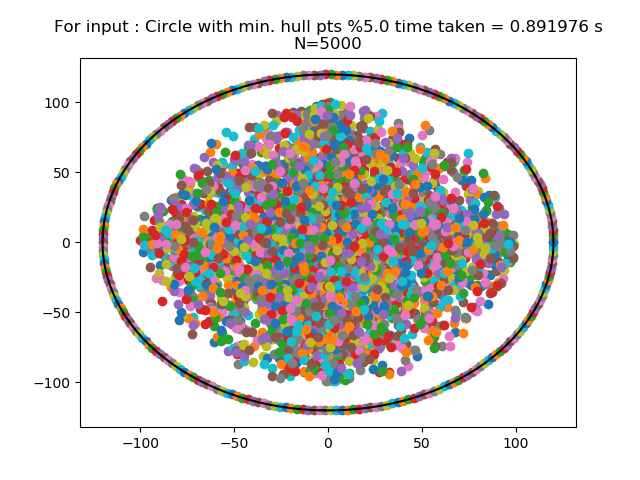 For input : Circle with min. hull pts %5.0 time taken = 0.891976 s
N=5000
100
50
0
−50
−100
−100 −50 0 50 100